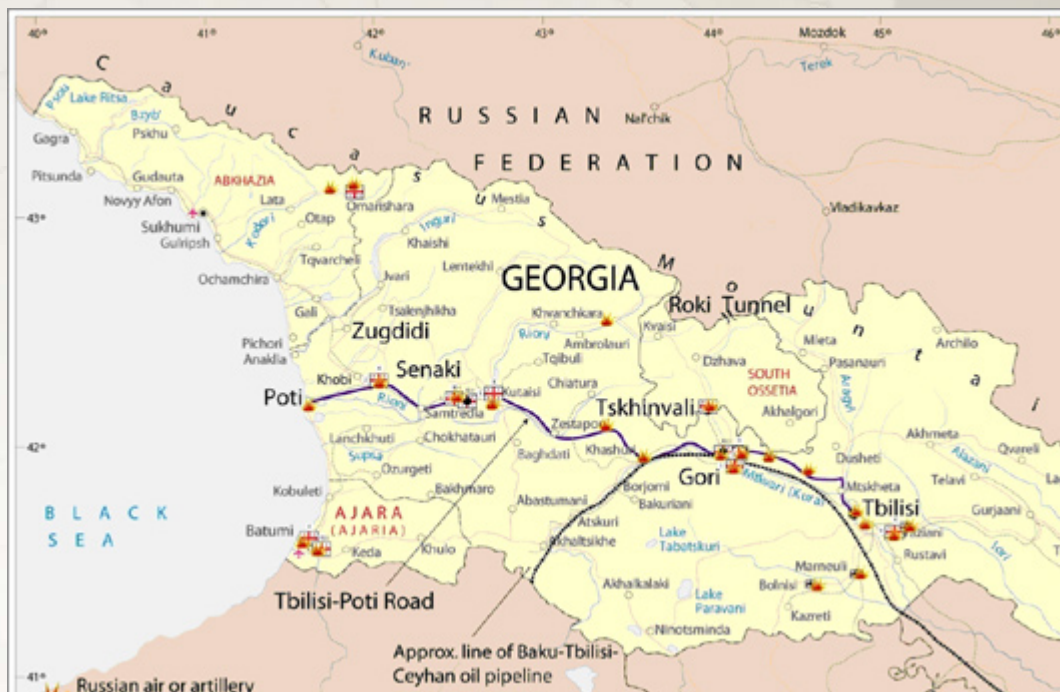 40°
41°
42°
43°
44°
45°
46
Mozdok
Kuban'
Terek
Caucasus Mountai
Psou
Lake Ritsa
Bzyb'
RUSSIAN
FEDERATION
Nal'chik
Gagra
Pskhu
Pitsunda
Gudauta
ABKHAZIA
Novyy Afon
Lata
Omarishara
Mestia
Vladikavkaz
43°
Sukhumi
Otap
Inguri
Gulripsh
Kodori
Khaishi
Tqvarcheli
Lentekhi
GEORGIA
Ochamchira
Jvari
Roki Tunnel
Gali
Tsalenjhikha
Khvanchkara
Kvaisi
Zugdidi
Rioni
Ambrolauri
Mleta
Archilo
Pichori
Anaklia
Senaki
Tqibuli
Dzhava
Pasanauri
Khobi
Chiatura
SOUTH
OSSETIA
Aragvi
Poti
Rioni
Kutaisi
Samtredia
Tskhinvali
Akhalgori
Zestaponi
42°
Lanchkhuti
Chokhatauri
Baghdati
Khashuri
Dusheti
Akhmeta
Qvareli
Supsa
Alazani
Ozurgeti
Gori
Mtkvari (Kura)
Mtskheta
Telavi
Kobuleti
Bakhmaro
Borjomi
Abastumani
Bakuriani
Tbilisi
Gurjaani
BLACK
SEA
AJARA
(AJARIA)
Atskuri
Batumi
Lake
Tabatskuri
Iori
Keda
Khulo
Akhaltsikhe
Rustavi
Marneuli
Akhalkalaki
Bolnisi
Tbilisi-Poti Road
Lake
Paravani
Kazreti
Ninotsminda
Approx. line of Baku-Tbilisi-
Ceyhan oil pipeline
41°
Russian air or artillery